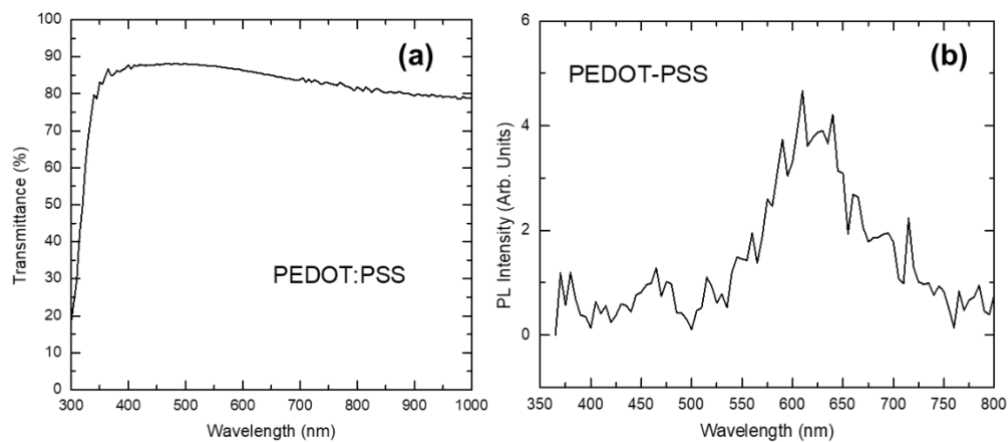 (a)
100
90
80
70
60
50
40
30
20
10
0
Transmittance (%)
PEDOT:PSS
300 400 500 600 700 800 900 1000
Wavelength (nm)
(b)
PEDOT-PSS
6
4
2
0
PL Intensity (Arb. Units)
350 400 450 500 550 600 650 700 750 800
Wavelength (nm)